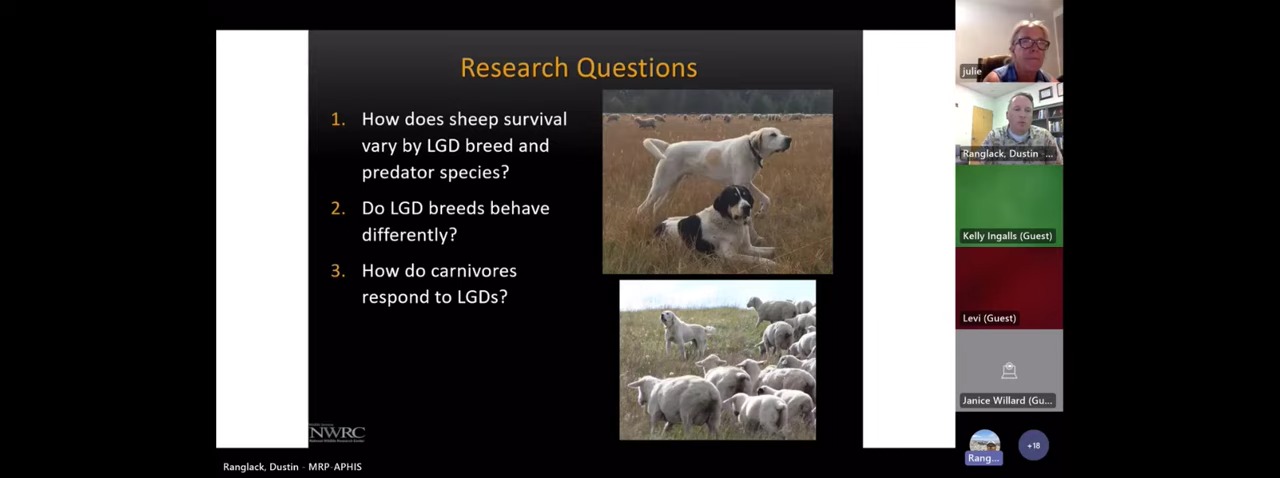 Research Questions
1. How does sheep survival
vary by LGD breed and
predator species?
2. Do LGD breeds behave
differently?
3. How do carnivores
respond to LGDs?
NWRC
Ranglack, Dustin - MRP-APHIS
julie
Ranglack, Dustin -...
Kelly Ingalls (Guest)
Levi (Guest)
Janice Willard (Gu...
Rang...
+18